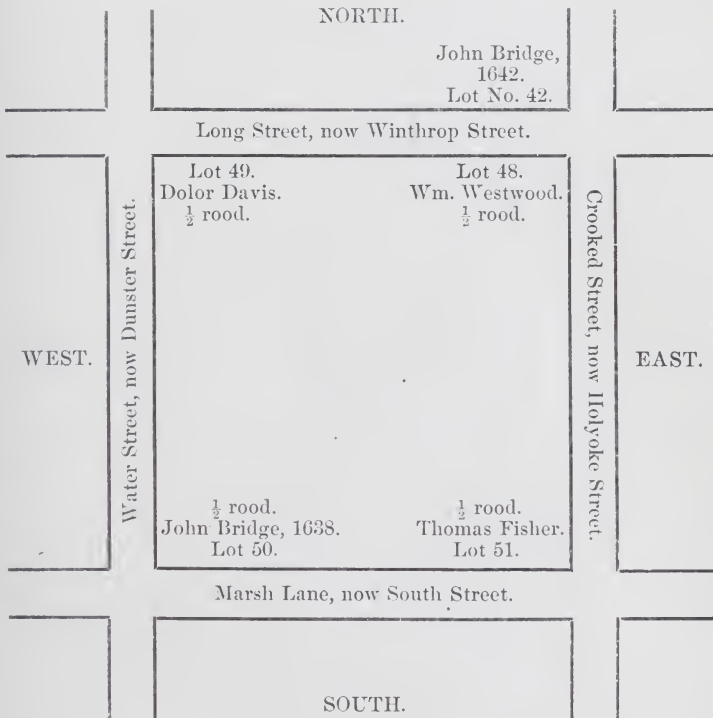 NORTH.
John Bridge,
1642.
Lot No. 42.
Long Street, now Winthrop Street.
Lot 49.
Dolor Davis.
½ rood.
Lot 48.
Wm. Westwood.
½ rood.
Water Street, now Dunster Street.
Crooked Street, now Holyoke Street.
WEST.
EAST.
½ rood.
John Bridge, 1638.
Lot 50.
½ rood.
Thomas Fisher.
Lot 51.
Marsh Lane, now South Street.
SOUTH.